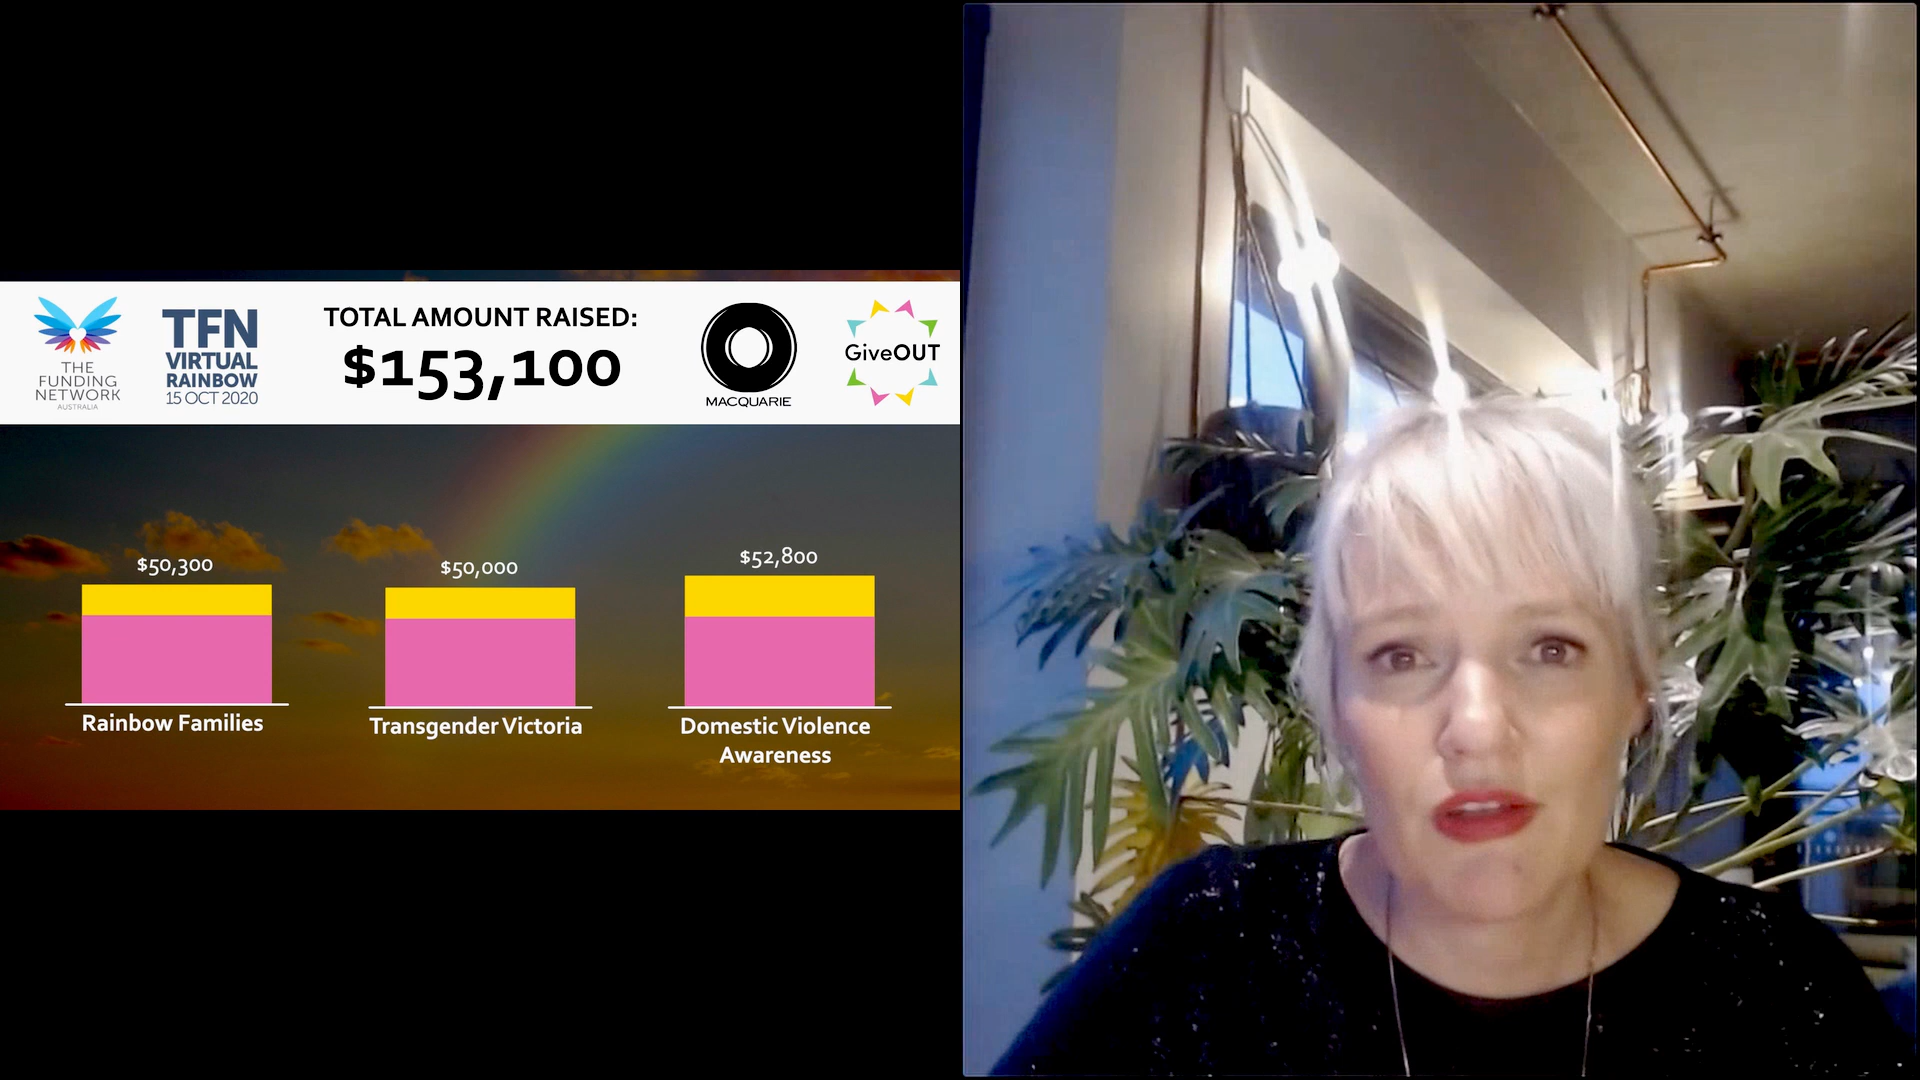 THE
FUNDING
NETWORK
AUSTRALIA
TFN
VIRTUAL
RAINBOW
15 OCT 2020
TOTAL AMOUNT RAISED:
$153,100
MACQUARIE
GiveOUT
$50,300
$50,000
$52,800
Rainbow Families
Transgender Victoria
Domestic Violence
Awareness